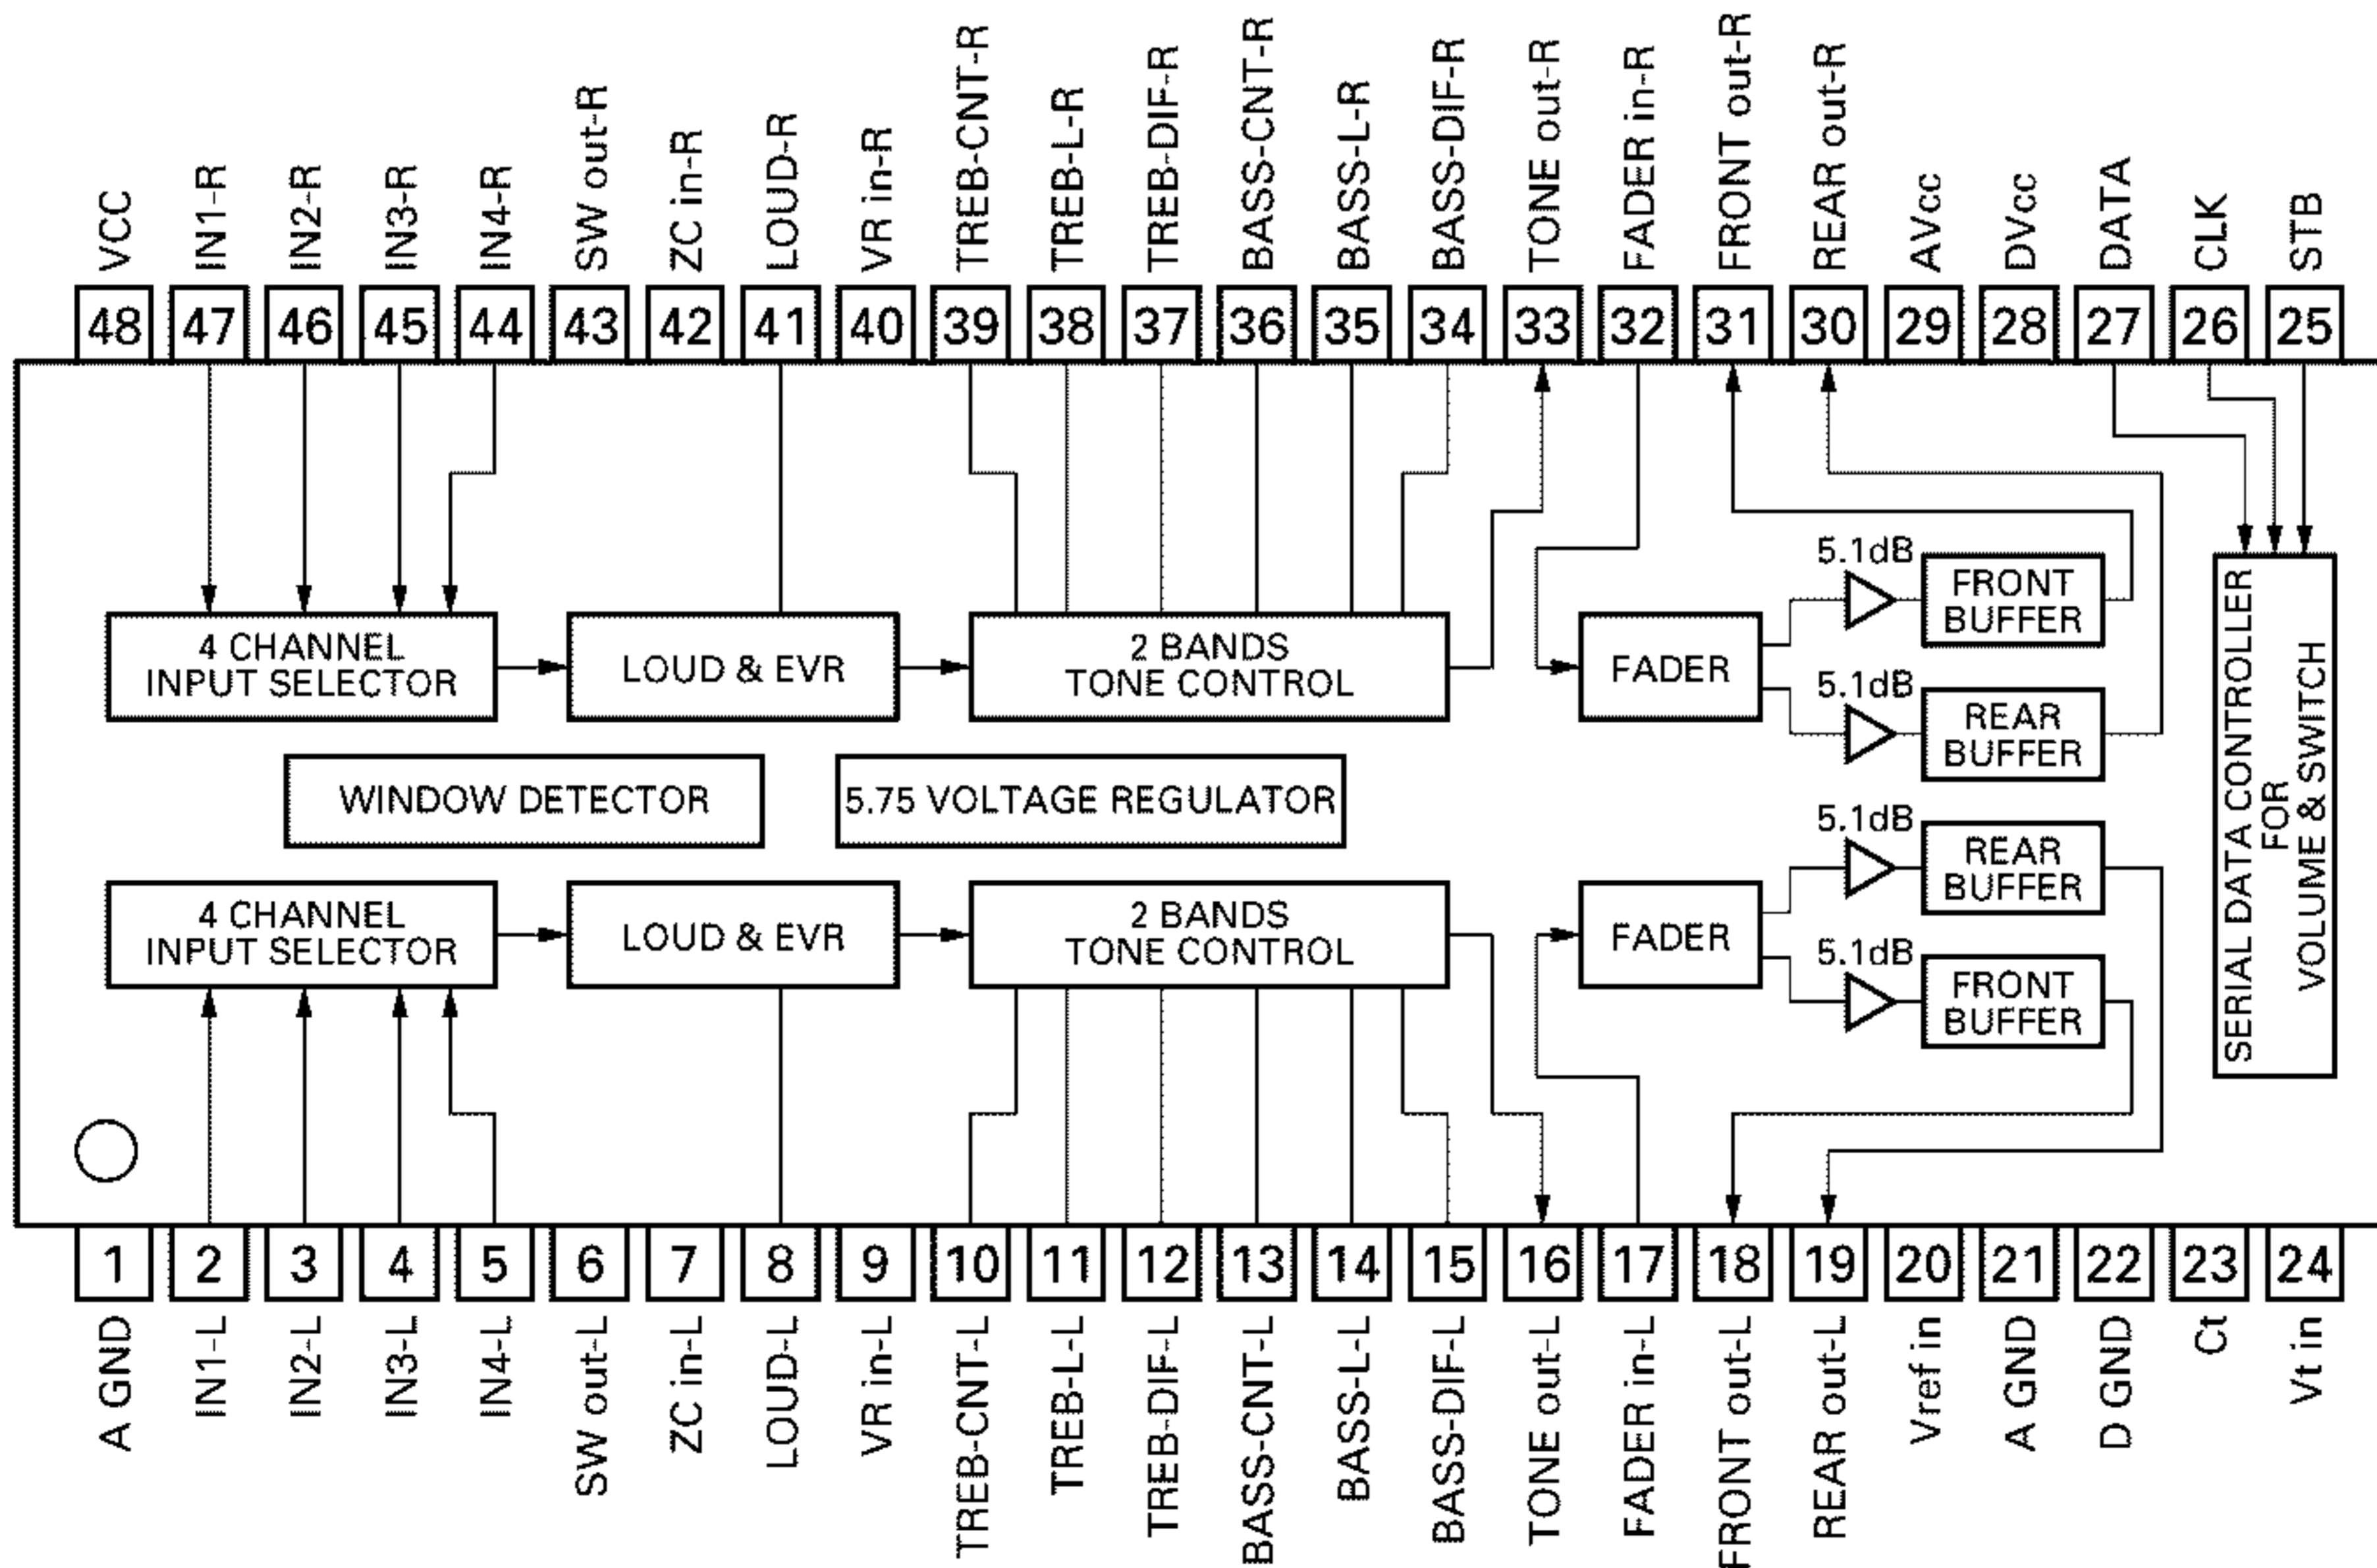 VCC
IN1-R
IN2-R
IN3-R
IN4-R
SW out-R
ZC in-R
LOUD-R
VR in-R
TREB-CNT-R
TREB-L-R
TREB-DIF-R
BASS-CNT-R
BASS-L-R
BASS-DIF-R
TONE out-R
FADER in-R
FRONT out-R
REAR out-R
AVcc
DVcc
DATA
CLK
STB
48 47 46 45 44 43 42 41 40 39 38 37 36 35 34 33 32 31 30 29 28 27 26 25
4 CHANNEL
INPUT SELECTOR
LOUD & EVR
2 BANDS
TONE CONTROL
FADER
5.1dB
FRONT
BUFFER
5.1dB
REAR
BUFFER
WINDOW DETECTOR
5.75 VOLTAGE REGULATOR
4 CHANNEL
INPUT SELECTOR
LOUD & EVR
2 BANDS
TONE CONTROL
FADER
5.1dB
REAR
BUFFER
5.1dB
FRONT
BUFFER
SERIAL DATA CONTROLLER
FOR
VOLUME & SWITCH
1 2 3 4 5 6 7 8 9 10 11 12 13 14 15 16 17 18 19 20 21 22 23 24
A GND
IN1-L
IN2-L
IN3-L
IN4-L
SW out-L
ZC in-L
LOUD-L
VR in-L
TREB-CNT-L
TREB-L-L
TREB-DIF-L
BASS-CNT-L
BASS-L-L
BASS-DIF-L
TONE out-L
FADER in-L
FRONT out-L
REAR out-L
Vref in
A GND
D GND
Ct
Vt in